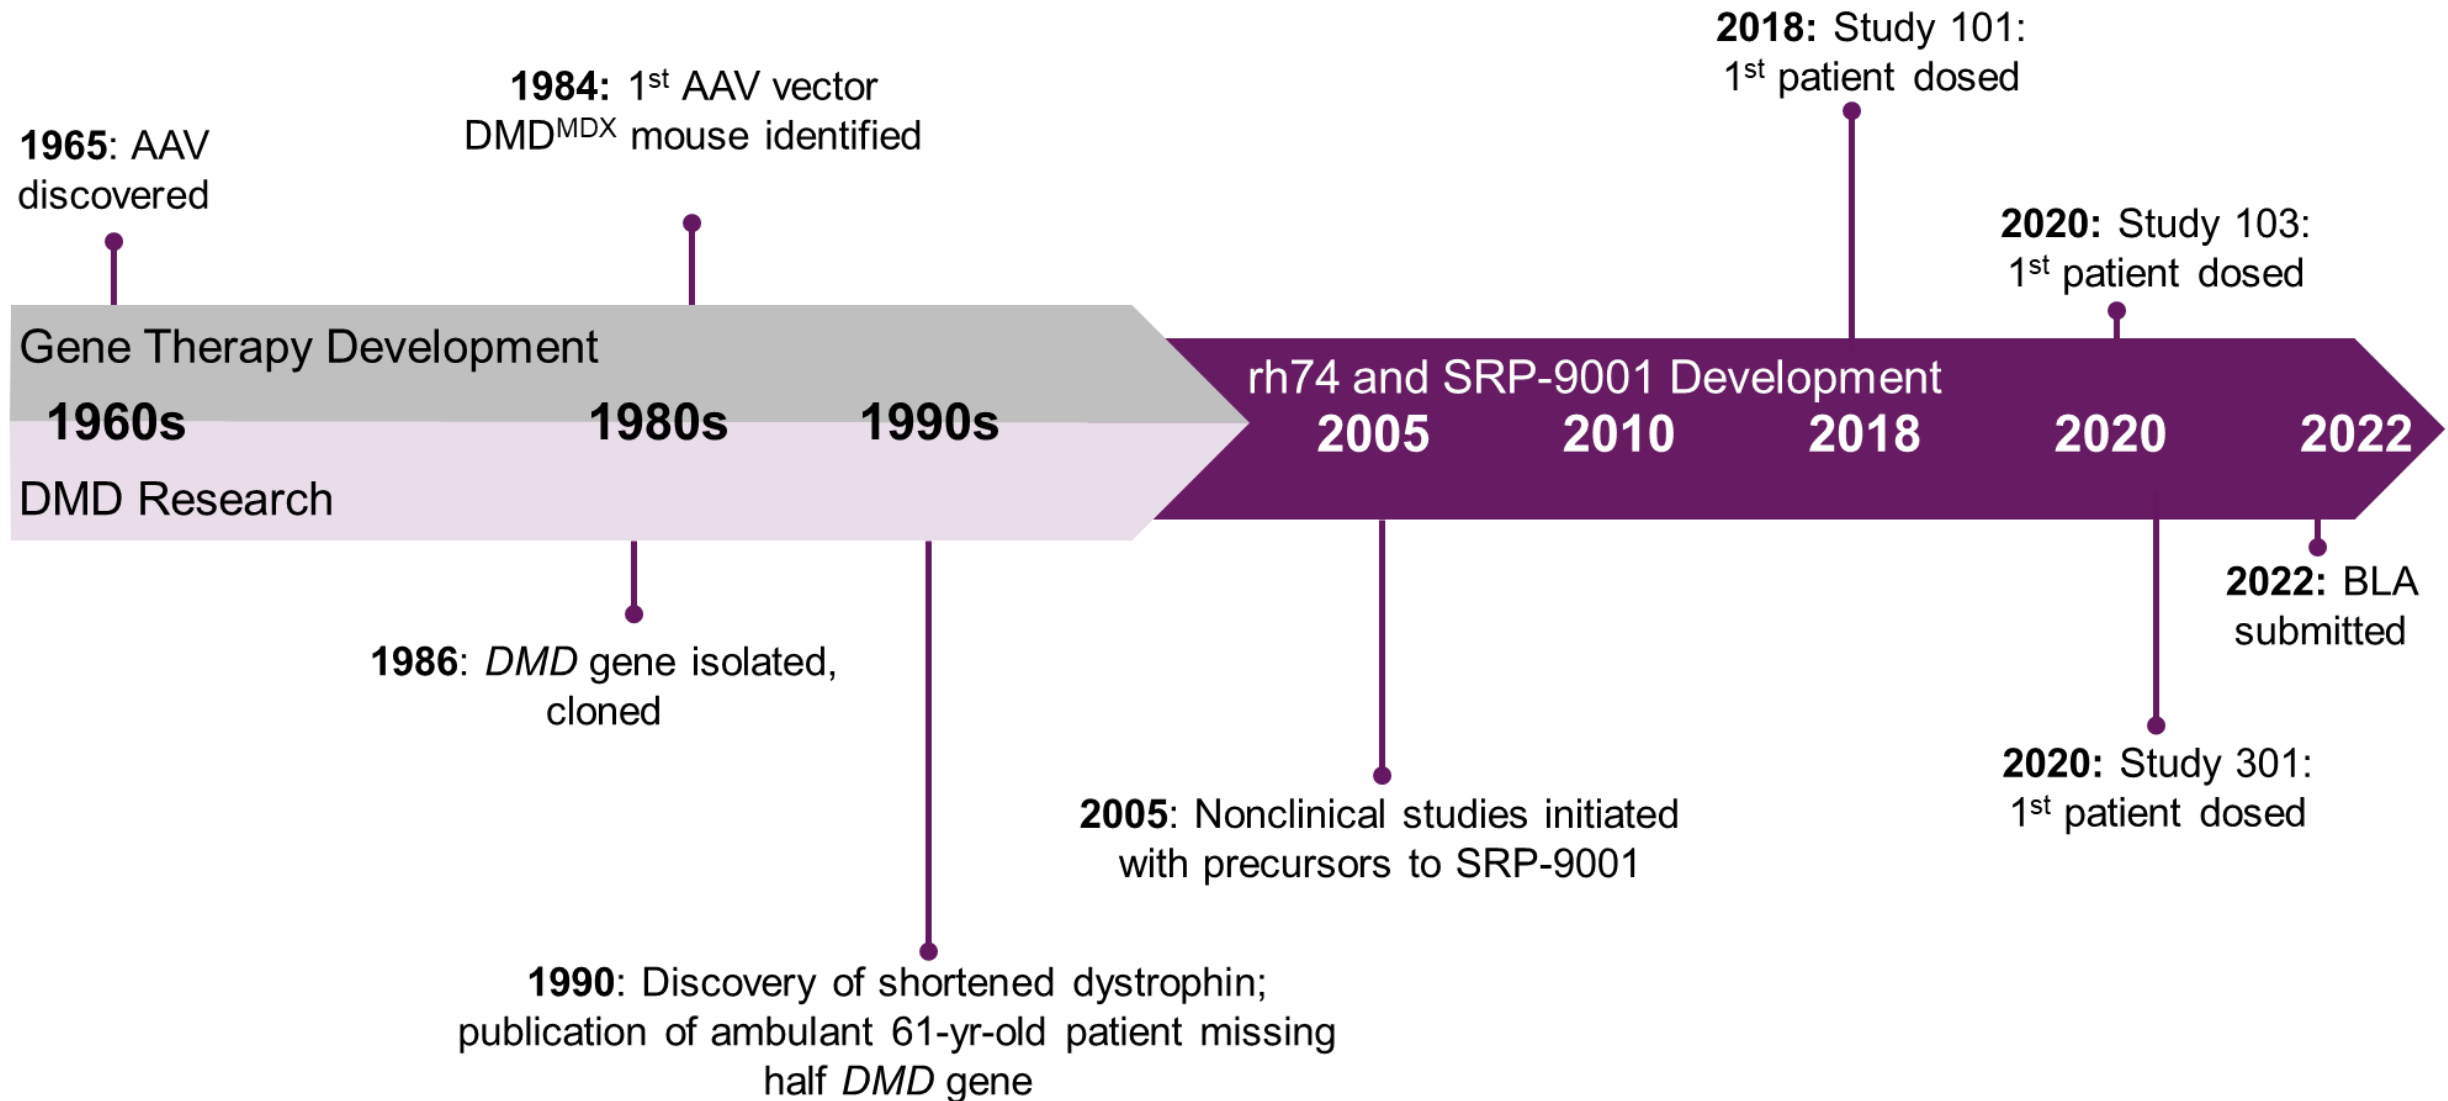 2018: Study 101:
1st patient dosed
1984: 1st AAV vector
DMDMDX mouse identified
1965: AAV
discovered
2020: Study 103:
1st patient dosed
Gene Therapy Development
rh74 and SRP-9001 Development
1960s 1980s 1990s 2005 2010 2018 2020 2022
DMD Research
2022: BLA
submitted
1986: DMD gene isolated,
cloned
2020: Study 301:
1st patient dosed
2005: Nonclinical studies initiated
with precursors to SRP-9001
1990: Discovery of shortened dystrophin;
publication of ambulant 61-yr-old patient missing
half DMD gene